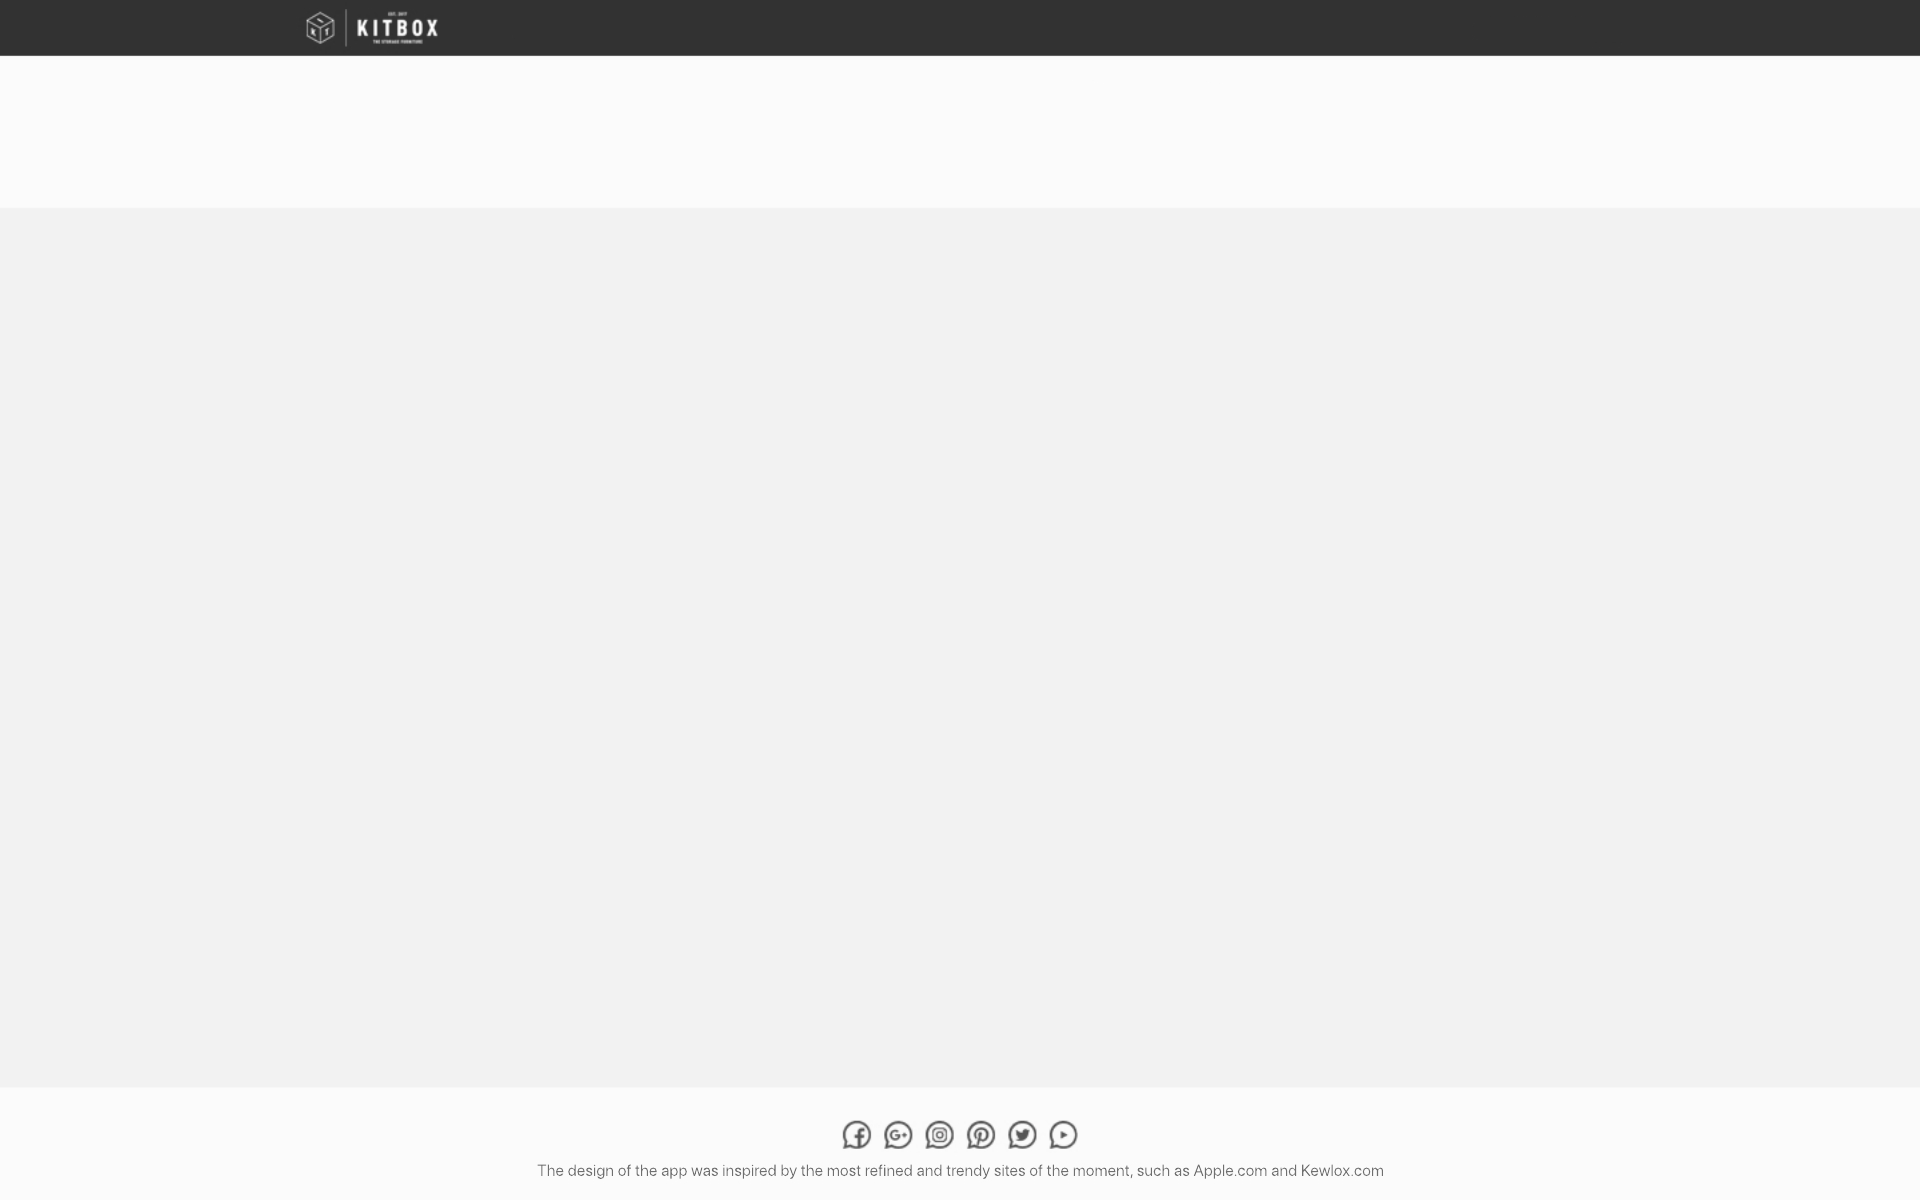 EST. 2017
KITBOX
THE STORAGE FURNITURE
The design of the app was inspired by the most refined and trendy sites of the moment, such as Apple.com and Kewlox.com